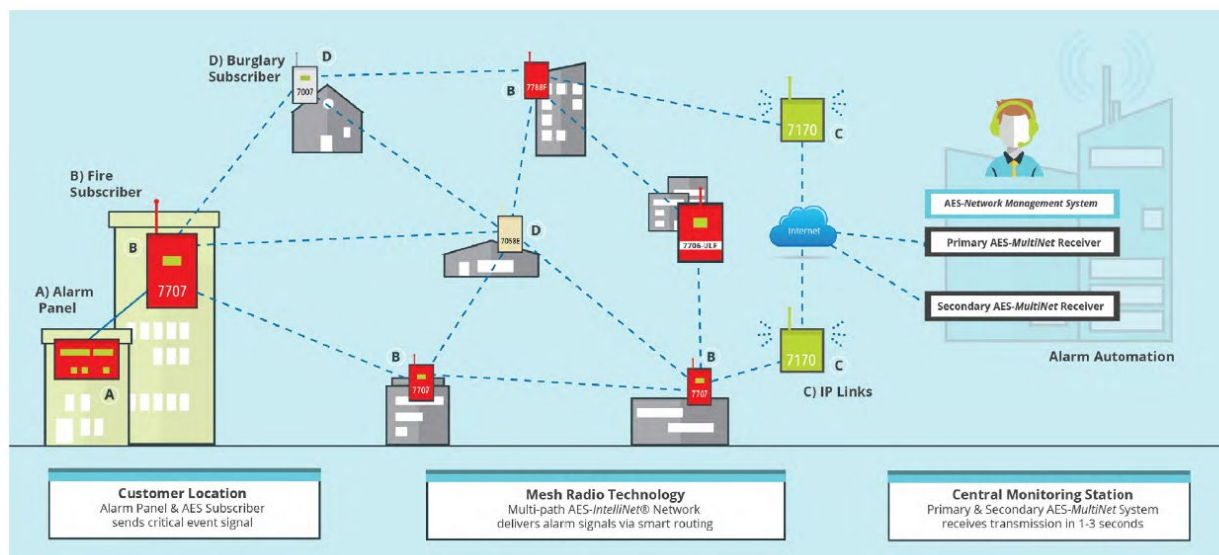 D) Burglary
Subscriber
D
7007
B
7788F
7170
C
B) Fire
Subscriber
B
7707
7058E
D
7706-ULF
Internet
AES-Network Management System
Primary AES-MultiNet Receiver
Secondary AES-MultiNet Receiver
Alarm Automation
A) Alarm
Panel
A
B
7707
B
7707
7170
C
C) IP Links
Customer Location
Alarm Panel & AES Subscriber
sends critical event signal
Mesh Radio Technology
Multi-path AES-IntelliNet® Network
delivers alarm signals via smart routing
Central Monitoring Station
Primary & Secondary AES-MultiNet System
receives transmission in 1-3 seconds